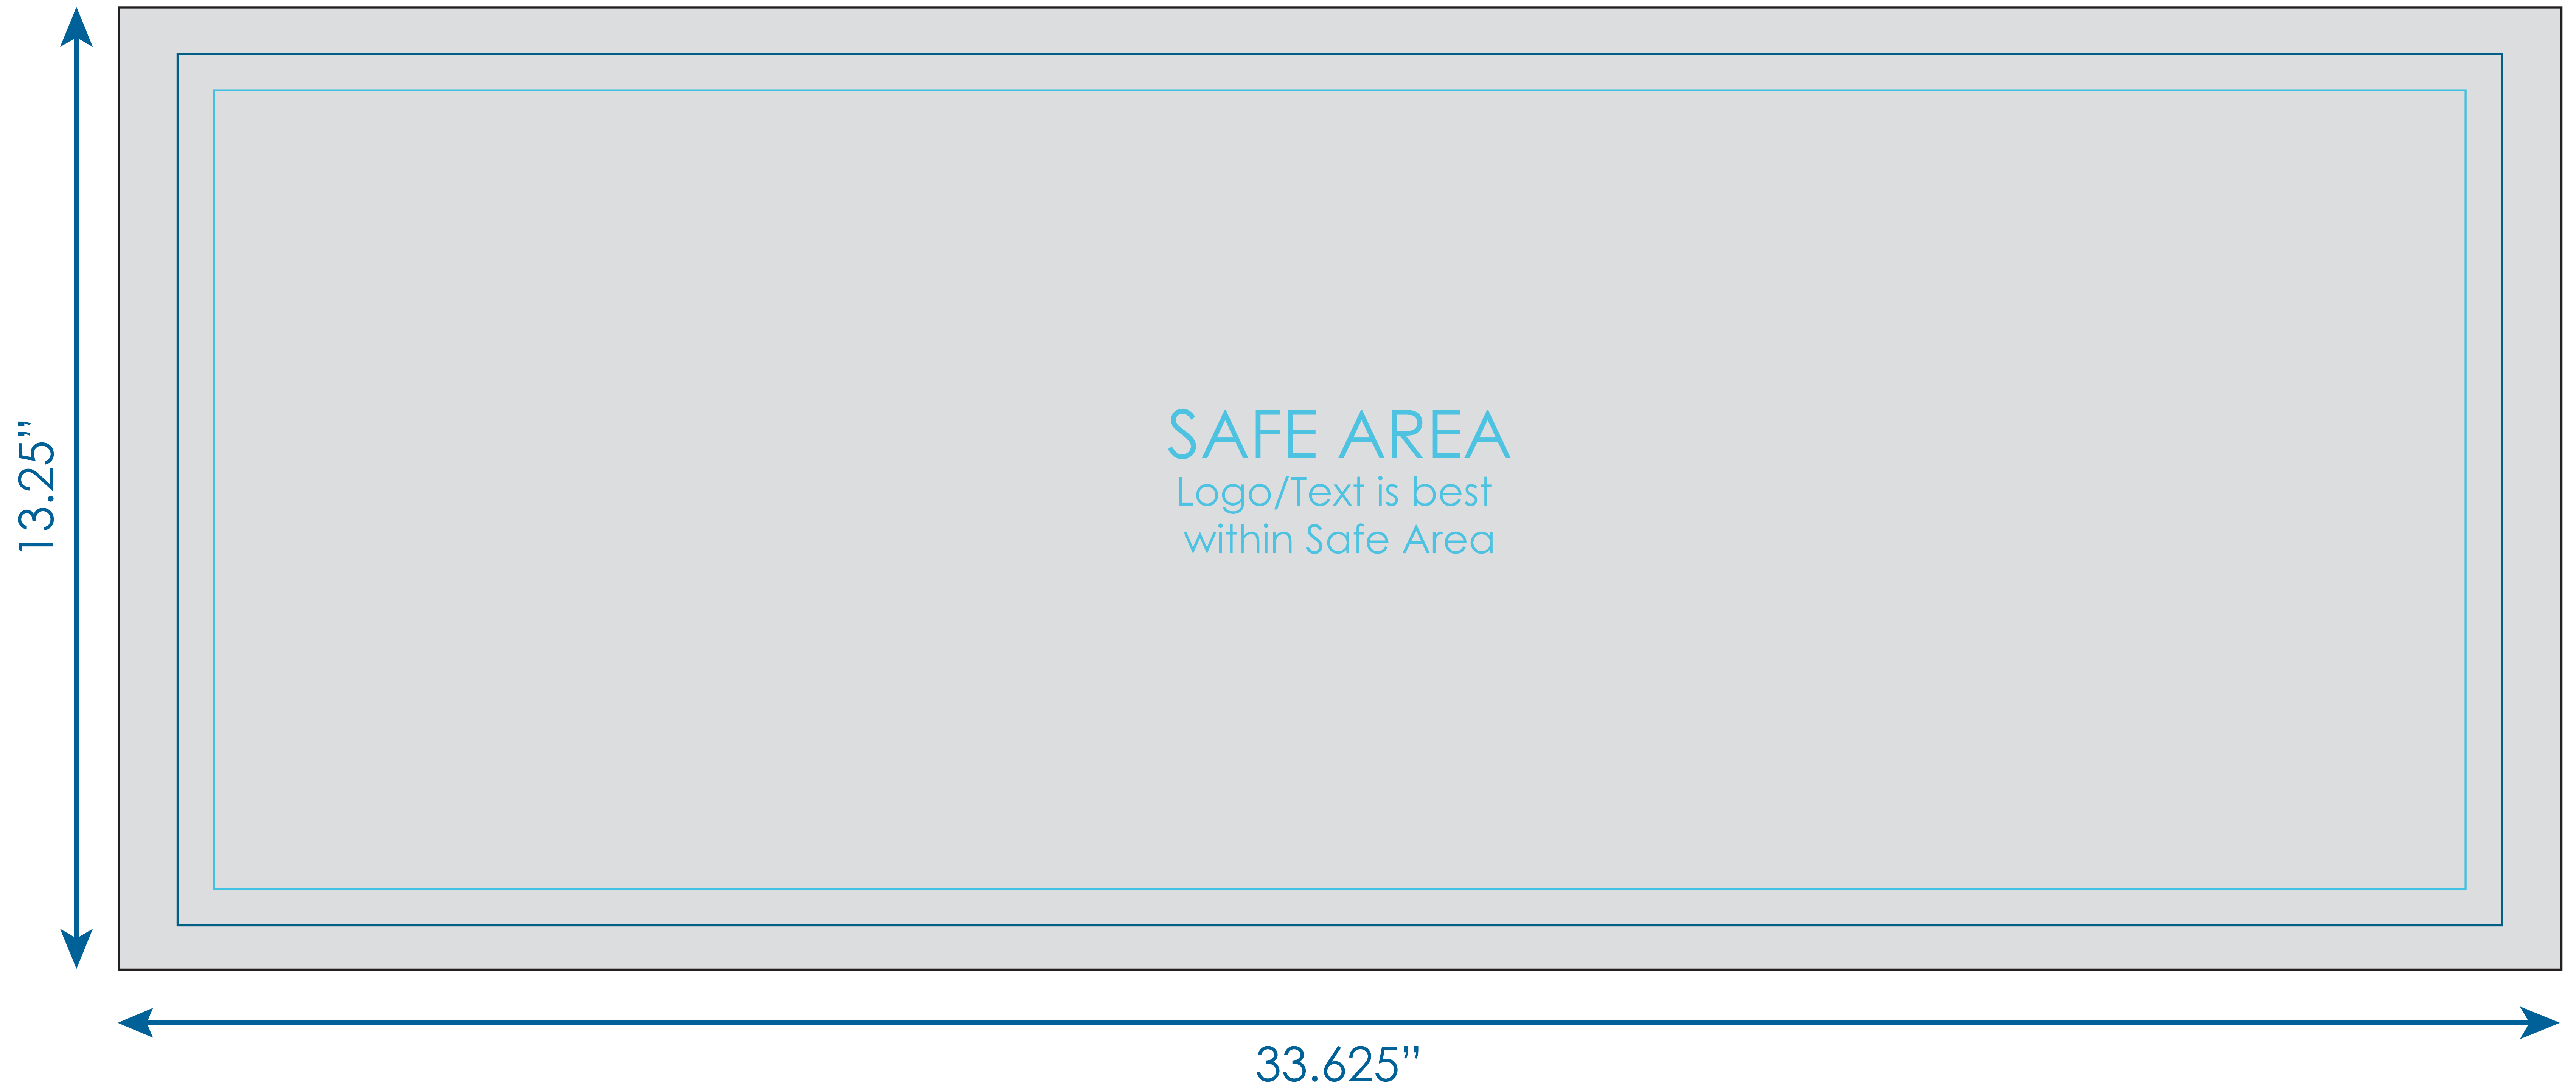 13.25”
SAFE AREA
Logo/Text is best
within Safe Area
33.625”